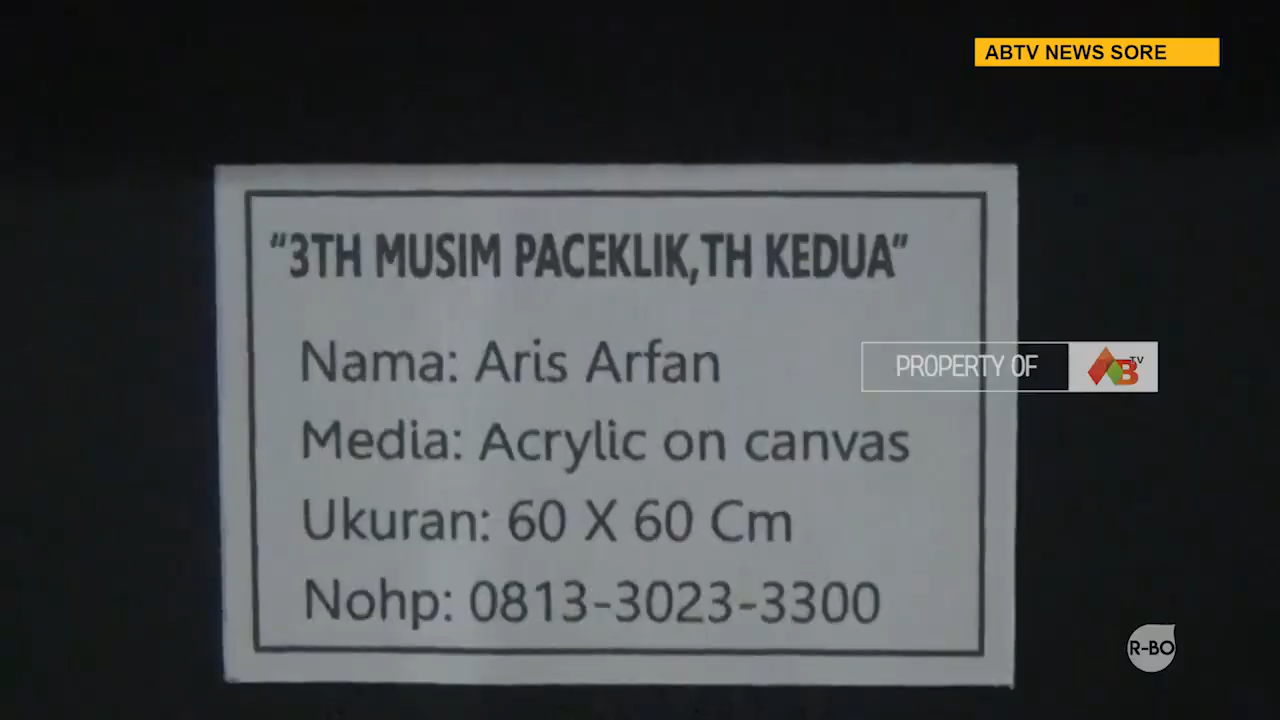 ABTV NEWS SORE
“3TH MUSIM PACEKLIK,TH KEDUA”
Nama: Aris Arfan
PROPERTY OF ABTV
Media: Acrylic on canvas
Ukuran: 60 X 60 Cm
Nohp: 0813-3023-3300
R-BO